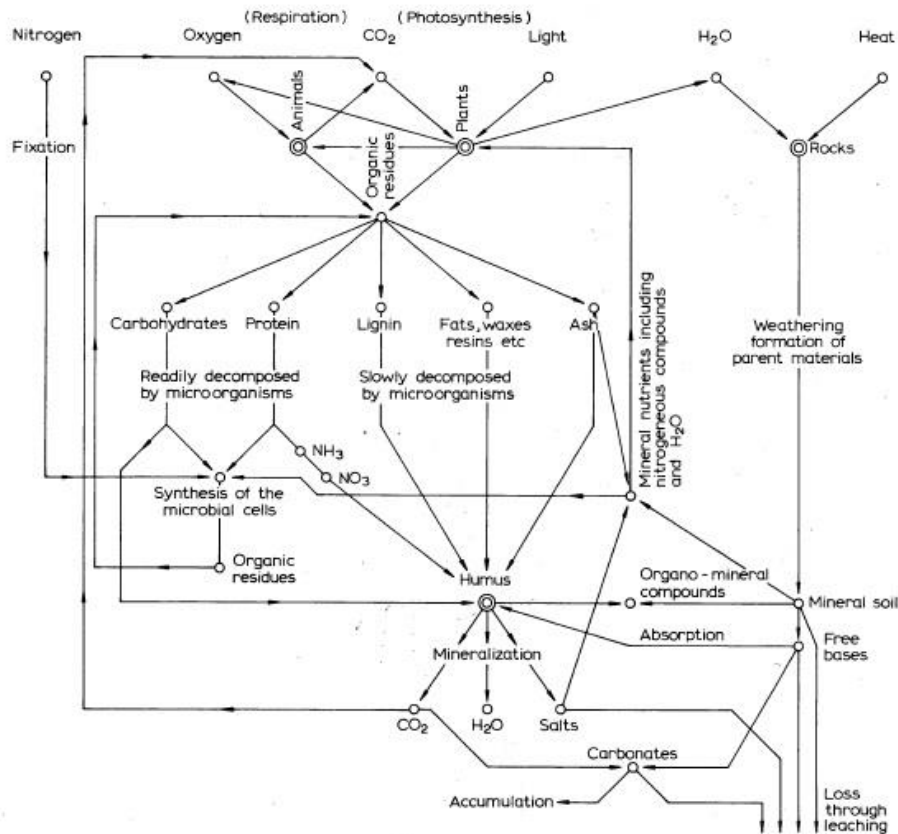 (Respiration) (Photosynthesis)
Nitrogen Oxygen CO₂ Light H₂O Heat
Animals
Plants
Fixation
Organic
residues
Rocks
Carbohydrates Protein Lignin Fats, waxes
resins etc
Ash
Mineral nutrients including
nitrogeneous compounds
and H₂O
Weathering
formation of
parent materials
Readily decomposed
by microorganisms
Slowly decomposed
by microorganisms
NH₃
NO₃
Synthesis of the
microbial cells
Organic
residues
Humus
Organo-mineral
compounds
Mineral soil
Absorption
Free
bases
Mineralization
CO₂ H₂O Salts
Carbonates
Accumulation
Loss
through
leaching